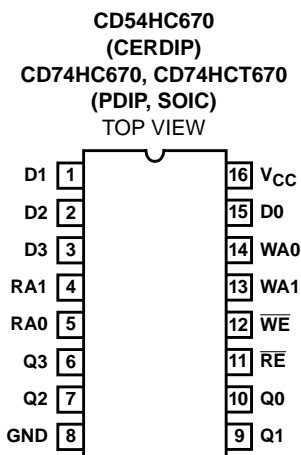 CD54HC670
(CERDIP)
CD74HC670, CD74HCT670
(PDIP, SOIC)
TOP VIEW
D1 1 16 VCC
D2 2 15 D0
D3 3 14 WA0
RA1 4 13 WA1
RA0 5 12 W̅E̅
Q3 6 11 R̅E̅
Q2 7 10 Q0
GND 8 9 Q1